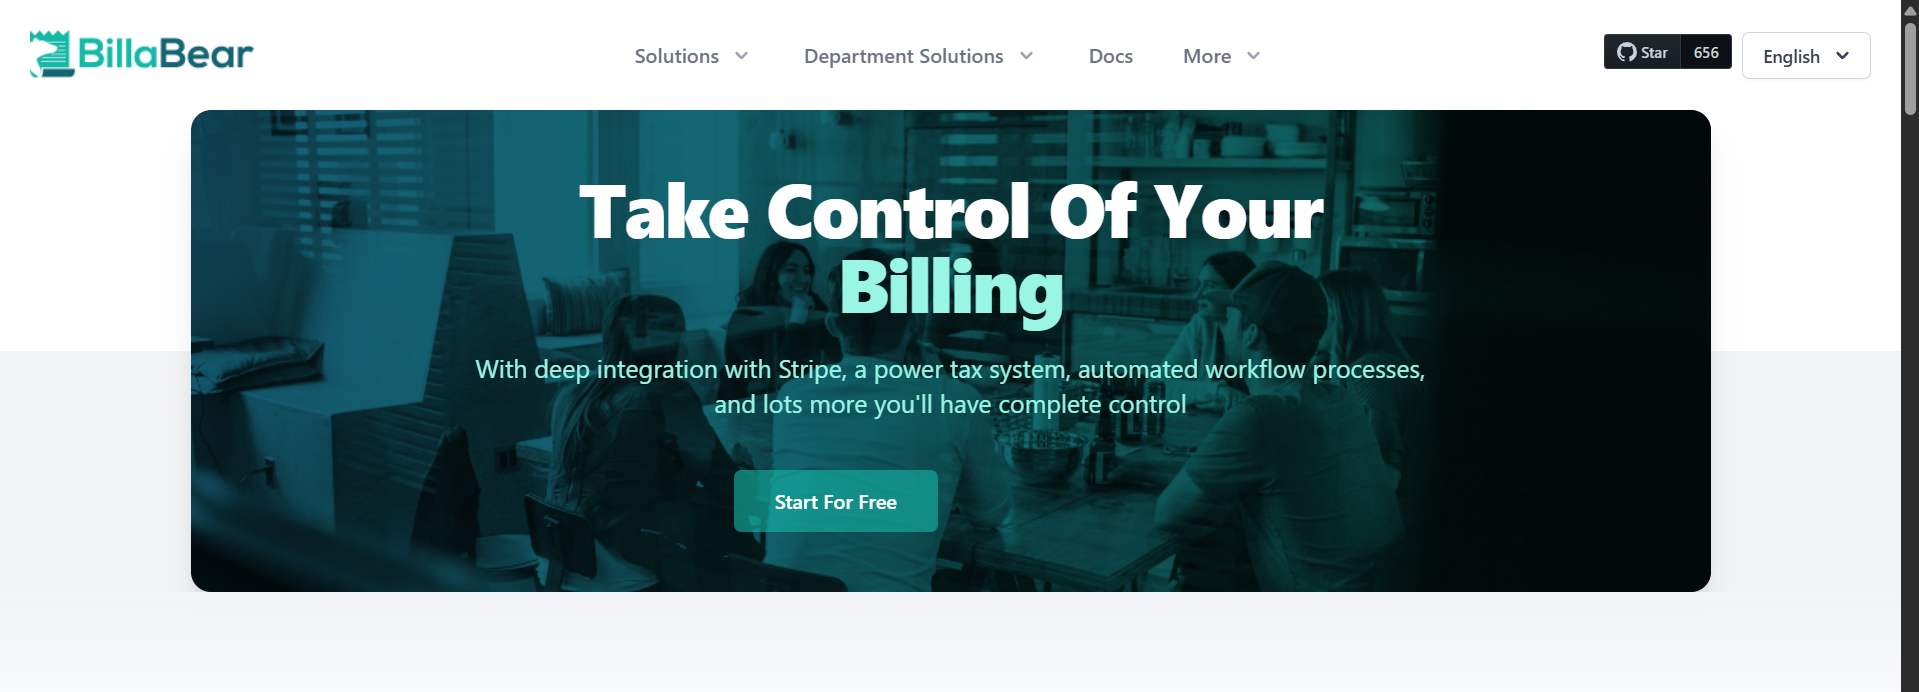 BillaBear
Solutions
Department Solutions
Docs
More
Star 656
English
Take Control Of Your
Billing
With deep integration with Stripe, a power tax system, automated workflow processes,
and lots more you'll have complete control
Start For Free